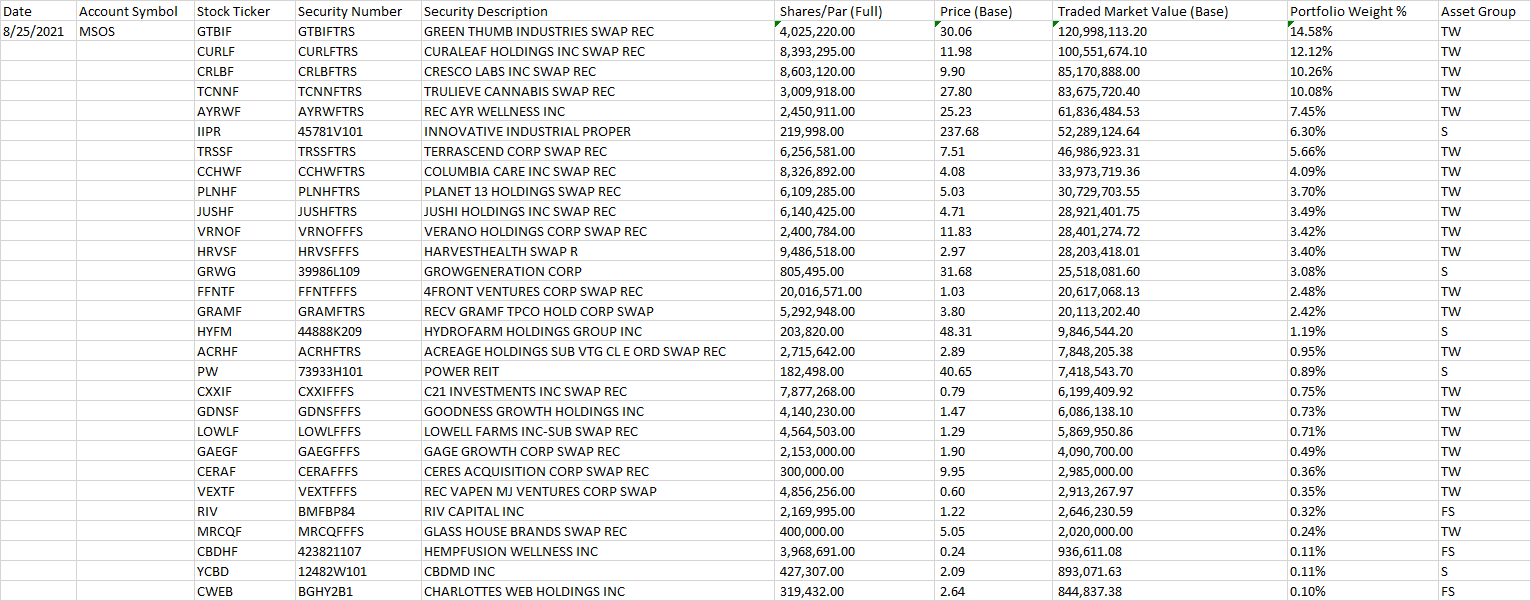 Date Account Symbol Stock Ticker Security Number Security Description Shares/Par (Full) Price (Base) Traded Market Value (Base) Portfolio Weight % Asset Group
8/25/2021 MSOS GTBIF GTBIFTRS GREEN THUMB INDUSTRIES SWAP REC 4,025,220.00 30.06 120,998,113.20 14.58% TW
CURLF CURLFTRS CURALEAF HOLDINGS INC SWAP REC 8,393,295.00 11.98 100,551,674.10 12.12% TW
CRLBF CRLBFTRS CRESCO LABS INC SWAP REC 8,603,120.00 9.90 85,170,888.00 10.26% TW
TCNNF TCNNFTRS TRULIEVE CANNABIS SWAP REC 3,009,918.00 27.80 83,675,720.40 10.08% TW
AYRWF AYRWFTRS REC AYR WELLNESS INC 2,450,911.00 25.23 61,836,484.53 7.45% TW
IIPR 45781V101 INNOVATIVE INDUSTRIAL PROPER 219,998.00 237.68 52,289,124.64 6.30% S
TRSSF TRSSFTRS TERRASCEND CORP SWAP REC 6,256,581.00 7.51 46,986,923.31 5.66% TW
CCHWF CCHWFTRS COLUMBIA CARE INC SWAP REC 8,326,892.00 4.08 33,973,719.36 4.09% TW
PLNHF PLNHFTRS PLANET 13 HOLDINGS SWAP REC 6,109,285.00 5.03 30,729,703.55 3.70% TW
JUSHF JUSHFTRS JUSHI HOLDINGS INC SWAP REC 6,140,425.00 4.71 28,921,401.75 3.49% TW
VRNOF VRNOFFFS VERANO HOLDINGS CORP SWAP REC 2,400,784.00 11.83 28,401,274.72 3.42% TW
HRVSF HRVSFFFS HARVESTHEALTH SWAP R 9,486,518.00 2.97 28,203,418.01 3.40% TW
GRWG 39986L109 GROWGENERATION CORP 805,495.00 31.68 25,518,081.60 3.08% S
FFNTF FFNTFFFS 4FRONT VENTURES CORP SWAP REC 20,016,571.00 1.03 20,617,068.13 2.48% TW
GRAMF GRAMFTRS RECV GRAMF TPCO HOLD CORP SWAP 5,292,948.00 3.80 20,113,202.40 2.42% TW
HYFM 44888K209 HYDROFARM HOLDINGS GROUP INC 203,820.00 48.31 9,846,544.20 1.19% S
ACRHF ACRHFTRS ACREAGE HOLDINGS SUB VTG CL E ORD SWAP REC 2,715,642.00 2.89 7,848,205.38 0.95% TW
PW 73933H101 POWER REIT 182,498.00 40.65 7,418,543.70 0.89% S
CXXIF CXXIFFFS C21 INVESTMENTS INC SWAP REC 7,877,268.00 0.79 6,199,409.92 0.75% TW
GDNSF GDNSFFFS GOODNESS GROWTH HOLDINGS INC 4,140,230.00 1.47 6,086,138.10 0.73% TW
LOWLF LOWLFFFS LOWELL FARMS INC-SUB SWAP REC 4,564,503.00 1.29 5,869,950.86 0.71% TW
GAEGF GAEGFFFS GAGE GROWTH CORP SWAP REC 2,153,000.00 1.90 4,090,700.00 0.49% TW
CERAF CERAFFFS CERES ACQUISITION CORP SWAP REC 300,000.00 9.95 2,985,000.00 0.36% TW
VEXTF VEXTFFFS REC VAPEN MJ VENTURES CORP SWAP 4,856,256.00 0.60 2,913,267.97 0.35% TW
RIV BMFBP84 RIV CAPITAL INC 2,169,995.00 1.22 2,646,230.59 0.32% FS
MRCQF MRCQFFFS GLASS HOUSE BRANDS SWAP REC 400,000.00 5.05 2,020,000.00 0.24% TW
CBDHF 423821107 HEMPFUSION WELLNESS INC 3,968,691.00 0.24 936,611.08 0.11% FS
YCBD 12482W101 CBDMD INC 427,307.00 2.09 893,071.63 0.11% S
CWEB BGHY2B1 CHARLOTTES WEB HOLDINGS INC 319,432.00 2.64 844,837.38 0.10% FS